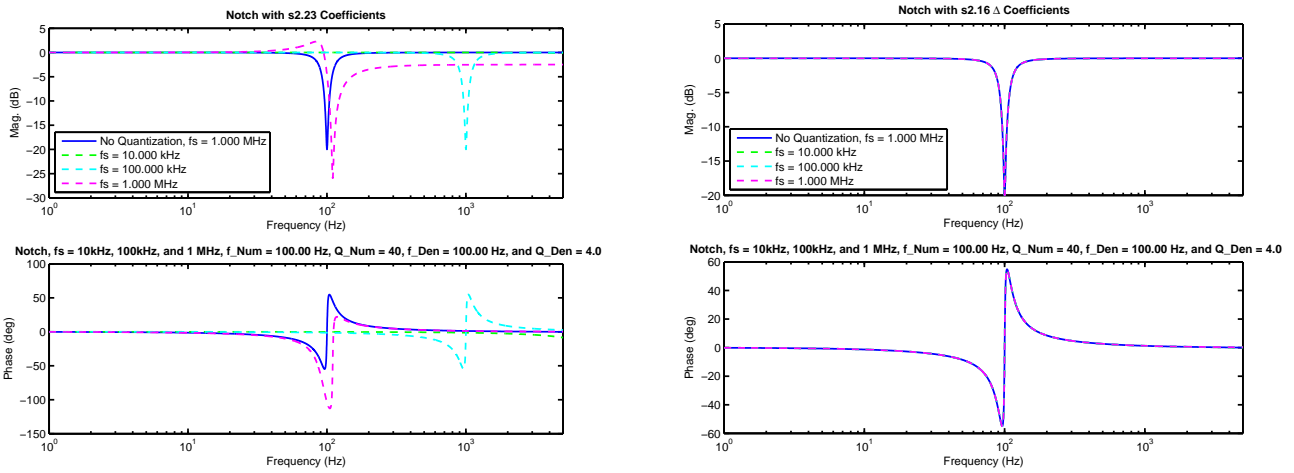 Notch with s2.23 Coefficients
5
0
−5
−10
−15
−20
−25
−30
Mag. (dB)
No Quantization, fs = 1.000 MHz
fs = 10.000 kHz
fs = 100.000 kHz
fs = 1.000 MHz
10^0
10^1
10^2
10^3
Frequency (Hz)
Notch, fs = 10kHz, 100kHz, and 1 MHz, f_Num = 100.00 Hz, Q_Num = 40, f_Den = 100.00 Hz, and Q_Den = 4.0
100
50
0
−50
−100
−150
Phase (deg)
10^0
10^1
10^2
10^3
Frequency (Hz)
Notch with s2.16 Δ Coefficients
5
0
−5
−10
−15
−20
Mag. (dB)
No Quantization, fs = 1.000 MHz
fs = 10.000 kHz
fs = 100.000 kHz
fs = 1.000 MHz
10^0
10^1
10^2
10^3
Frequency (Hz)
Notch, fs = 10kHz, 100kHz, and 1 MHz, f_Num = 100.00 Hz, Q_Num = 40, f_Den = 100.00 Hz, and Q_Den = 4.0
60
40
20
0
−20
−40
−60
Phase (deg)
10^0
10^1
10^2
10^3
Frequency (Hz)